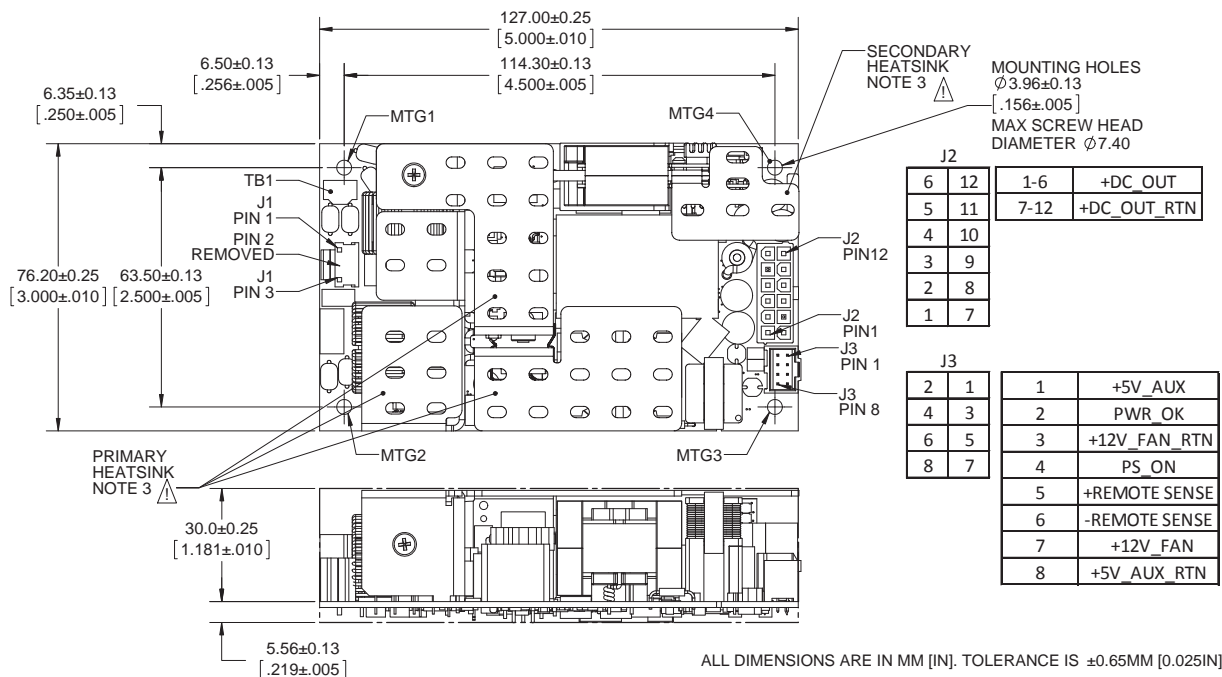 127.00±0.25
[5.000±.010]
6.50±0.13
[.256±.005]
114.30±0.13
[4.500±.005]
SECONDARY
HEATSINK
NOTE 3 !
MOUNTING HOLES
Ø3.96±0.13
[.156±.005]
MAX SCREW HEAD
DIAMETER Ø7.40
6.35±0.13
[.250±.005]
MTG1
MTG4
TB1
J1
PIN 1
PIN 2
REMOVED
J1
PIN 3
76.20±0.25
[3.000±.010]
63.50±0.13
[2.500±.005]
J2
PIN12
J2
PIN1
J3
PIN 1
J3
PIN 8
MTG2
MTG3
PRIMARY
HEATSINK
NOTE 3 !
J2
6 12
5 11
4 10
3 9
2 8
1 7
1-6 +DC_OUT
7-12 +DC_OUT_RTN
J3
2 1
4 3
6 5
8 7
1 +5V_AUX
2 PWR_OK
3 +12V_FAN_RTN
4 PS_ON
5 +REMOTE SENSE
6 -REMOTE SENSE
7 +12V_FAN
8 +5V_AUX_RTN
30.0±0.25
[1.181±.010]
5.56±0.13
[.219±.005]
ALL DIMENSIONS ARE IN MM [IN]. TOLERANCE IS ±0.65MM [0.025IN]